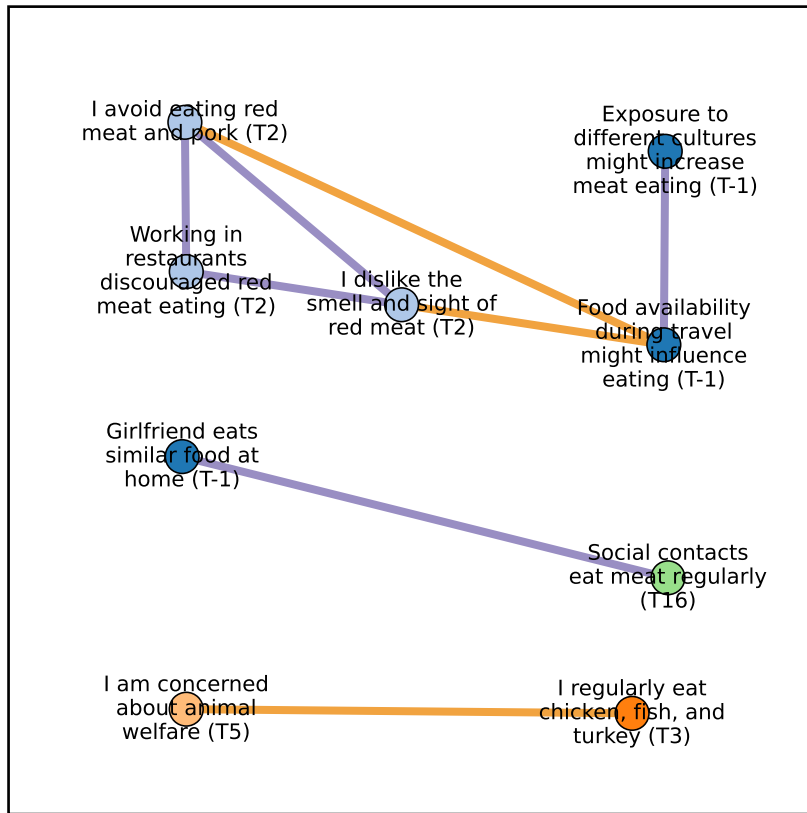 I avoid eating red
meat and pork (T2)
Exposure to
different cultures
might increase
meat eating (T-1)
Working in
restaurants
discouraged red
meat eating (T2)
I dislike the
smell and sight of
red meat (T2)
Food availability
during travel
might influence
eating (T-1)
Girlfriend eats
similar food at
home (T-1)
Social contacts
eat meat regularly
(T16)
I am concerned
about animal
welfare (T5)
I regularly eat
chicken, fish, and
turkey (T3)